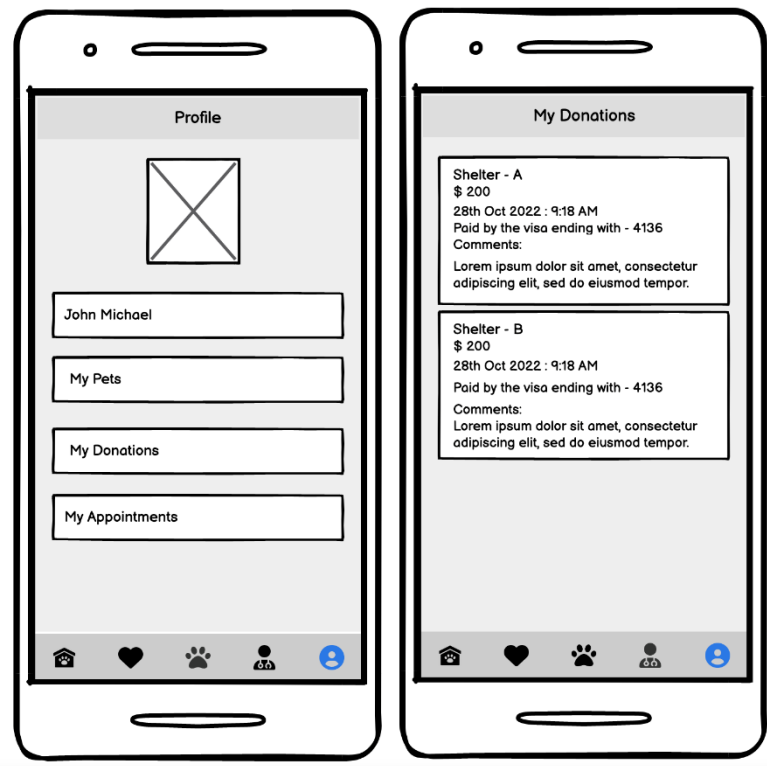 Profile
John Michael
My Pets
My Donations
My Appointments
My Donations
Shelter - A
$ 200
28th Oct 2022 : 9:18 AM
Paid by the visa ending with - 4136
Comments:
Lorem ipsum dolor sit amet, consectetur
adipiscing elit, sed do eiusmod tempor.
Shelter - B
$ 200
28th Oct 2022 : 9:18 AM
Paid by the visa ending with - 4136
Comments:
Lorem ipsum dolor sit amet, consectetur
adipiscing elit, sed do eiusmod tempor.